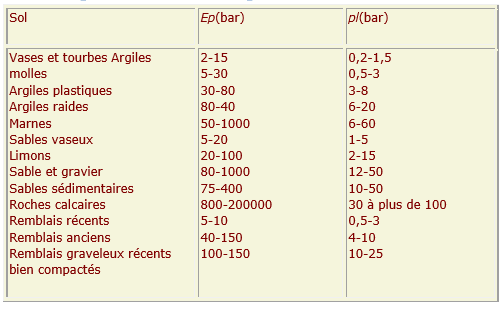 Sol Ep(bar) pl(bar)
Vases et tourbes Argiles 2-15 0,2-1,5
molles 5-30 0,5-3
Argiles plastiques 30-80 3-8
Argiles raides 80-40 6-20
Marnes 50-1000 6-60
Sables vaseux 5-20 1-5
Limons 20-100 2-15
Sable et gravier 80-1000 12-50
Sables sédimentaires 75-400 10-50
Roches calcaires 800-200000 30 à plus de 100
Remblais récents 5-10 0,5-3
Remblais anciens 40-150 4-10
Remblais graveleux récents 100-150 10-25
bien compactés